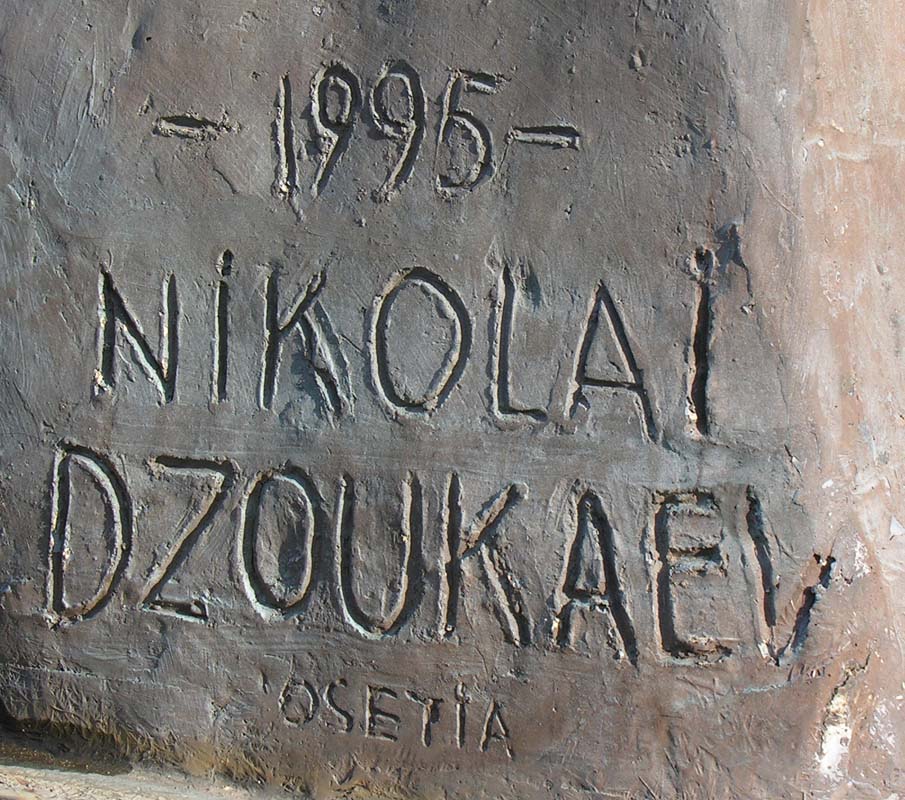 - 1995 -
NiKOLAi
DZOUKAEV
OSETiA